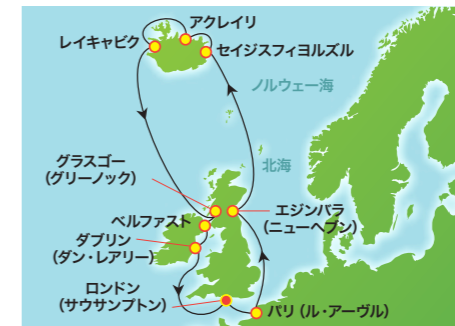 アクレイリ
レイキャビク
セイジスフィヨルズル
ノルウェー海
北海
グラスゴー
(グリーノック)
エジンバラ
(ニューヘブン)
ベルファスト
ダブリン
(ダン・レアリー)
ロンドン
(サウサンプトン)
パリ(ル・アーヴル)